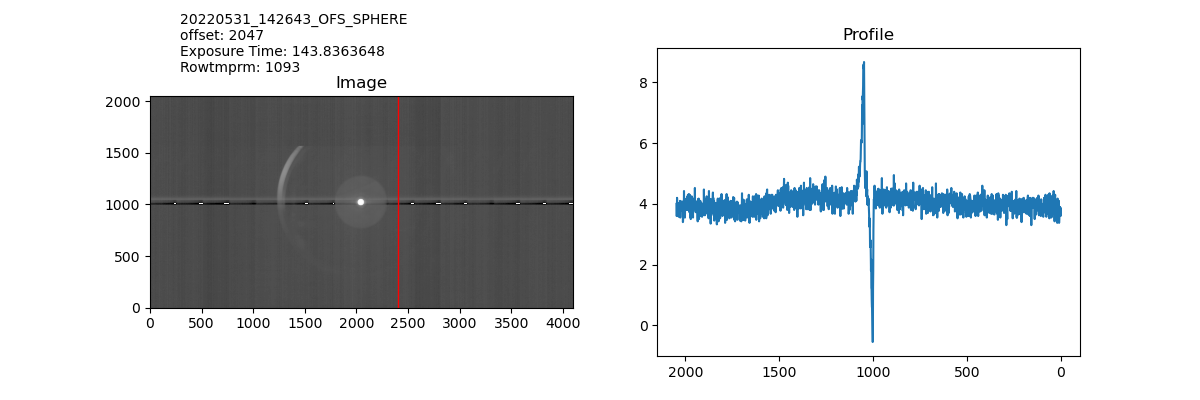 20220531_142643_OFS_SPHERE
offset: 2047
Exposure Time: 143.8363648
Rowtmprm: 1093
Image
2000
1500
1000
500
0
0 500 1000 1500 2000 2500 3000 3500 4000
Profile
8
6
4
2
0
2000 1500 1000 500 0